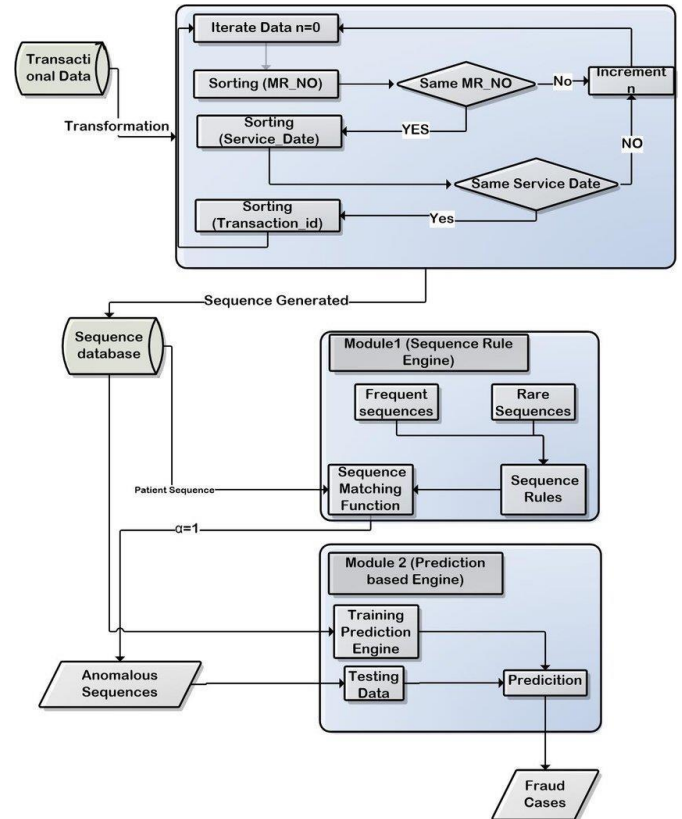 Transacti
onal Data
Transformation
Iterate Data n=0
Sorting (MR_NO)
Same MR_NO
No
Increment
n
Sorting
(Service_Date)
YES
NO
Same Service Date
Sorting
(Transaction_id)
Yes
Sequence Generated
Sequence
database
Module1 (Sequence Rule
Engine)
Frequent
sequences
Rare
Sequences
Patient Sequence
Sequence
Matching
Function
Sequence
Rules
α=1
Module 2 (Prediction
based Engine)
Training
Prediction
Engine
Anomalous
Sequences
Testing
Data
Predicition
Fraud
Cases